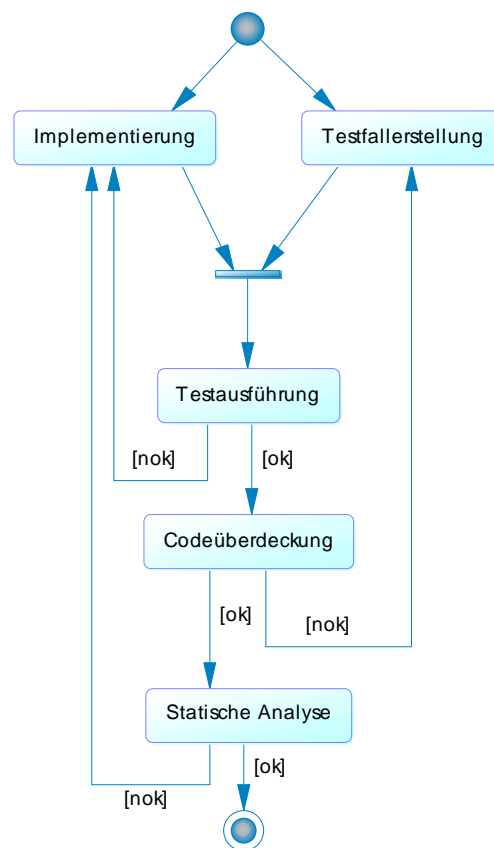 Implementierung
Testfallerstellung
Testausführung
[nok]
[ok]
Codeüberdeckung
[ok]
[nok]
Statische Analyse
[ok]
[nok]